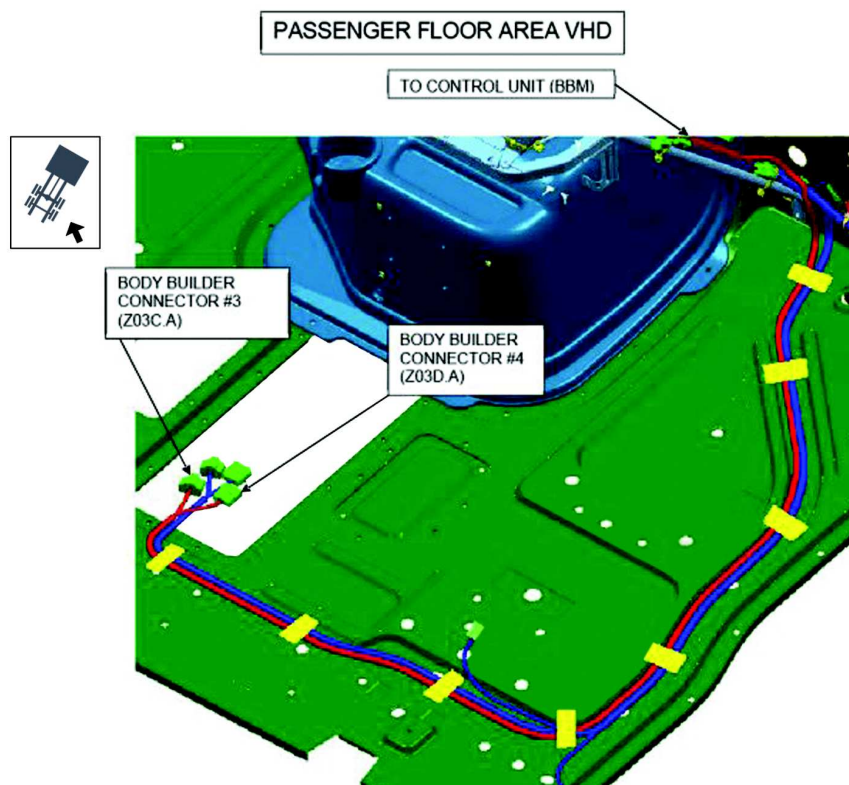 PASSENGER FLOOR AREA VHD
TO CONTROL UNIT (BBM)
BODY BUILDER
CONNECTOR #3
(Z03C.A)
BODY BUILDER
CONNECTOR #4
(Z03D.A)